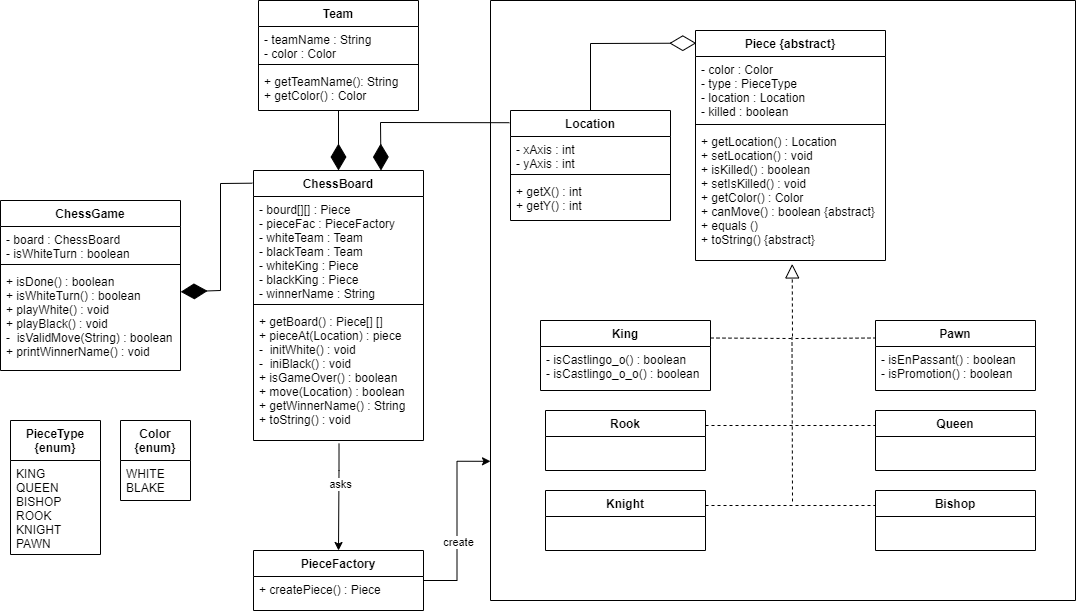 Team
- teamName : String
- color : Color
+ getTeamName(): String
+ getColor() : Color
Piece {abstract}
- color : Color
- type : PieceType
- location : Location
- killed : boolean
+ getLocation() : Location
+ setLocation() : void
+ isKilled() : boolean
+ setIsKilled() : void
+ getColor() : Color
+ canMove() : boolean {abstract}
+ equals ()
+ toString() {abstract}
Location
- xAxis : int
- yAxis : int
+ getX() : int
+ getY() : int
ChessBoard
- bourd[][] : Piece
- pieceFac : PieceFactory
- whiteTeam : Team
- blackTeam : Team
- whiteKing : Piece
- blackKing : Piece
- winnerName : String
+ getBoard() : Piece[] []
+ pieceAt(Location) : piece
- initWhite() : void
- iniBlack() : void
+ isGameOver() : boolean
+ move(Location) : boolean
+ getWinnerName() : String
+ toString() : void
ChessGame
- board : ChessBoard
- isWhiteTurn : boolean
+ isDone() : boolean
+ isWhiteTurn() : boolean
+ playWhite() : void
+ playBlack() : void
- isValidMove(String) : boolean
+ printWinnerName() : void
King
- isCastlingo_o() : boolean
- isCastlingo_o_o() : boolean
Pawn
- isEnPassant() : boolean
- isPromotion() : boolean
Rook
Queen
Knight
Bishop
PieceType
{enum}
KING
QUEEN
BISHOP
ROOK
KNIGHT
PAWN
Color
{enum}
WHITE
BLAKE
asks
create
PieceFactory
+ createPiece() : Piece